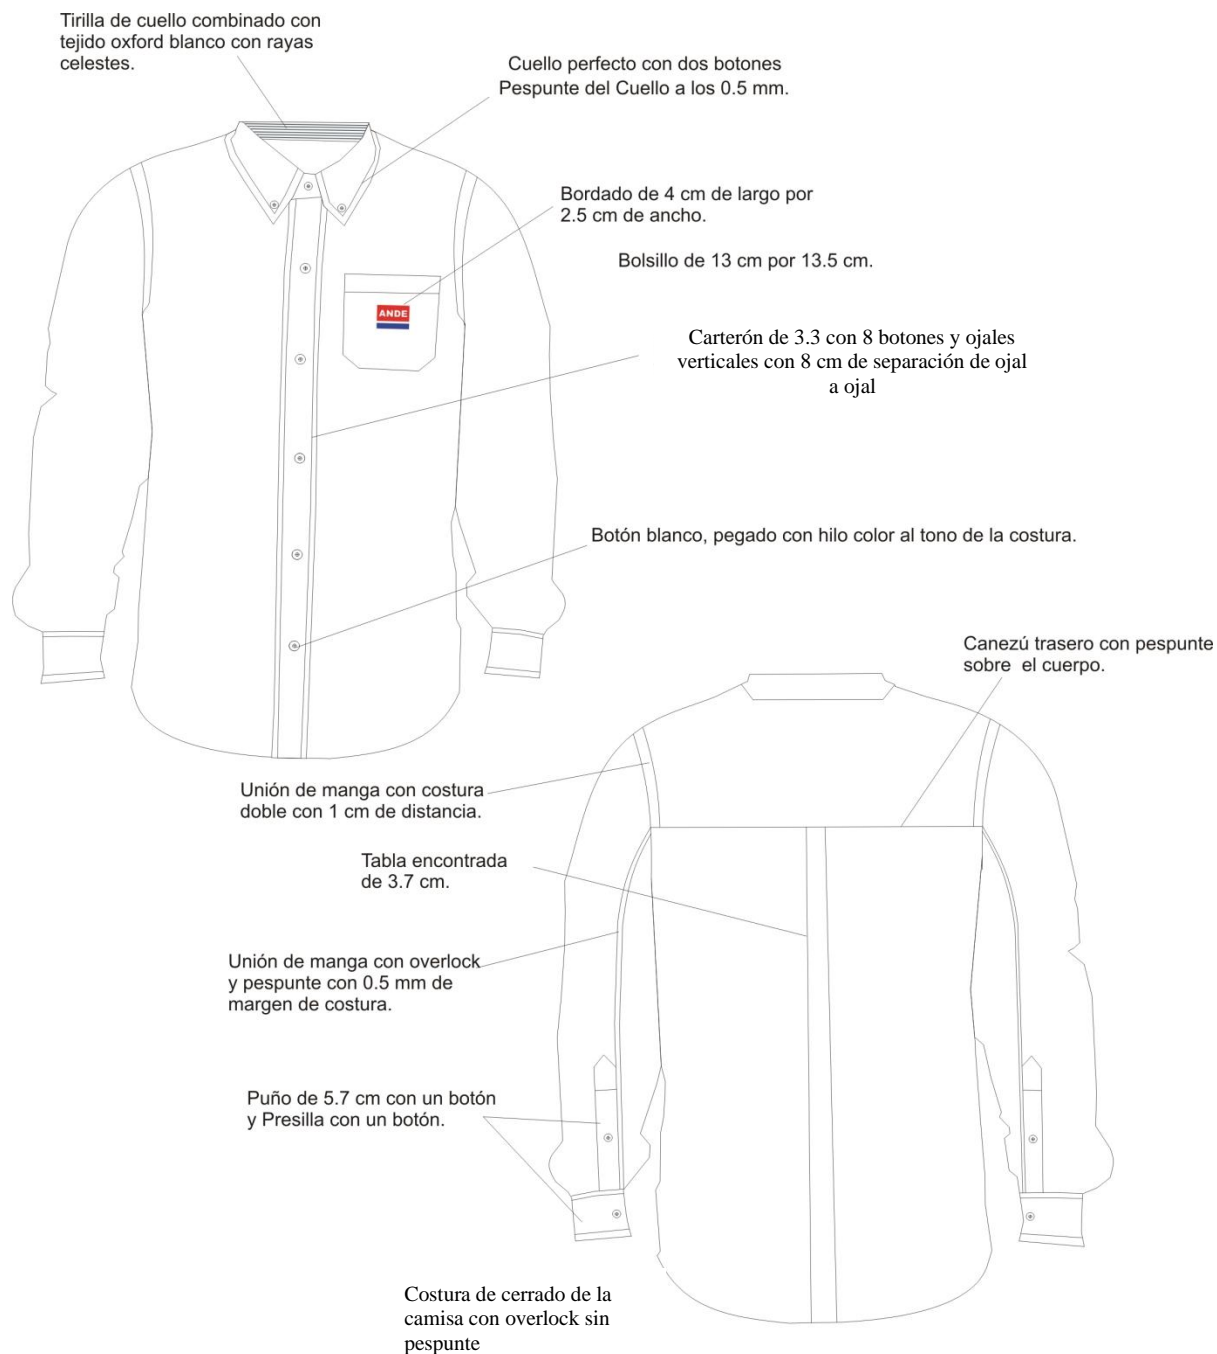 Tirilla de cuello combinado con
tejido oxford blanco con rayas
celestes.
Cuello perfecto con dos botones
Pespunte del Cuello a los 0.5 mm.
Bordado de 4 cm de largo por
2.5 cm de ancho.
Bolsillo de 13 cm por 13.5 cm.
ANDE
Carterón de 3.3 con 8 botones y ojales
verticales con 8 cm de separación de ojal
a ojal
Botón blanco, pegado con hilo color al tono de la costura.
Canezú trasero con pespunte
sobre el cuerpo.
Unión de manga con costura
doble con 1 cm de distancia.
Tabla encontrada
de 3.7 cm.
Unión de manga con overlock
y pespunte con 0.5 mm de
margen de costura.
Puño de 5.7 cm con un botón
y Presilla con un botón.
Costura de cerrado de la
camisa con overlock sin
pespunte